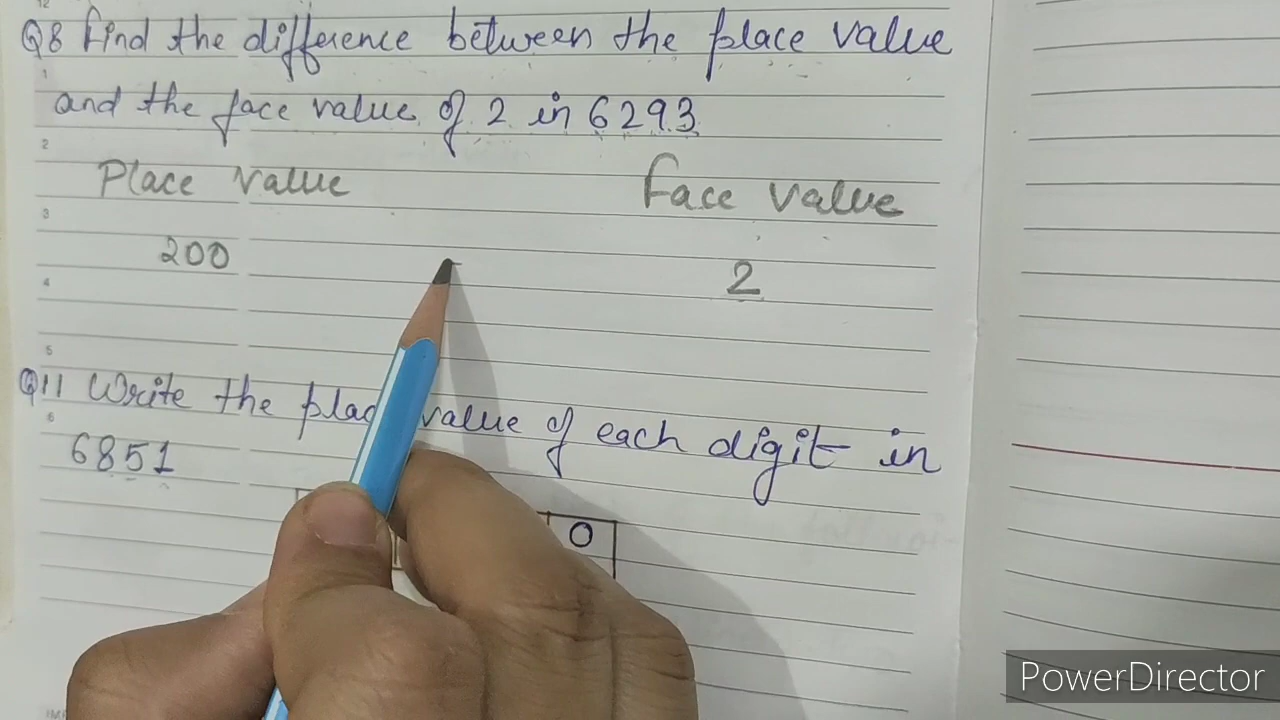 Q8 Find the difference between the place value
and the face value of 2 in 6293
Place Value Face Value
200 - 2
Q11 Write the place value of each digit in
6851
O
PowerDirector